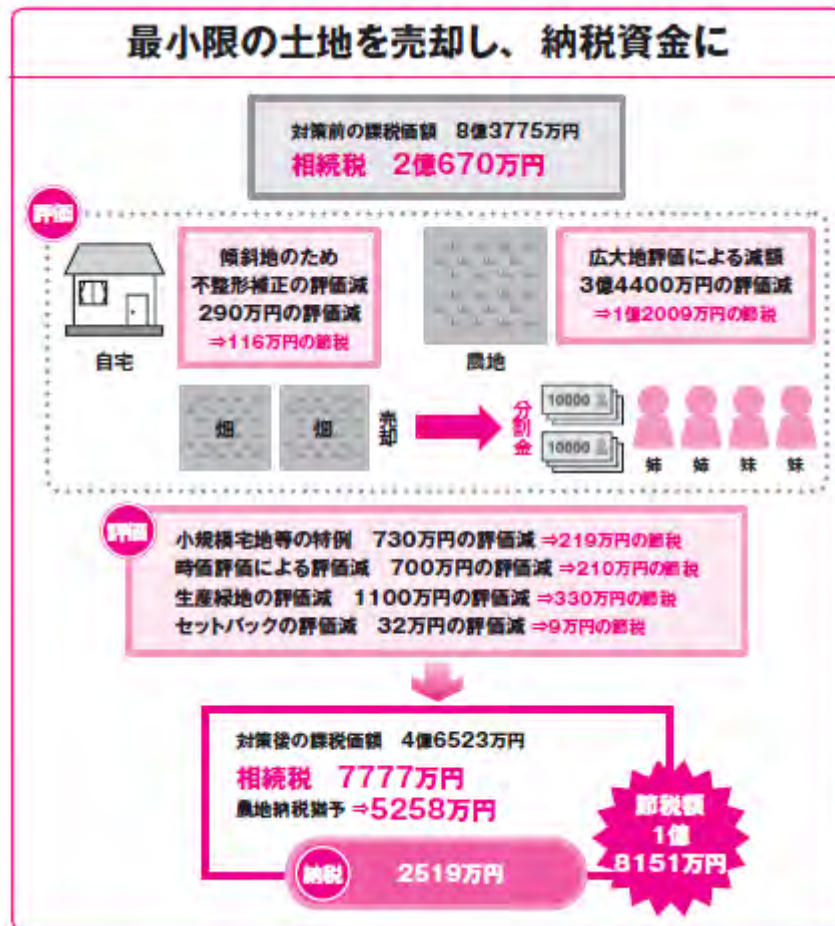 最小限の土地を売却し、納税資金に
対策前の課税価額 8億3775万円
相続税 2億670万円
評価
傾斜地のため
不整形補正の評価減
290万円の評価減
⇒116万円の節税
自宅
広大地評価による減額
3億4400万円の評価減
⇒1億2009万円の節税
農地
畑
畑
売却
分割金
10000
10000
姉
姉
妹
妹
評価
小規模宅地等の特例 730万円の評価減 ⇒219万円の節税
時価評価による評価減 700万円の評価減 ⇒210万円の節税
生産緑地の評価減 1100万円の評価減 ⇒330万円の節税
セットバックの評価減 32万円の評価減 ⇒9万円の節税
対策後の課税価額 4億6523万円
相続税 7777万円
農地納税猶予 ⇒5258万円
納税
2519万円
節税額
1億
8151万円